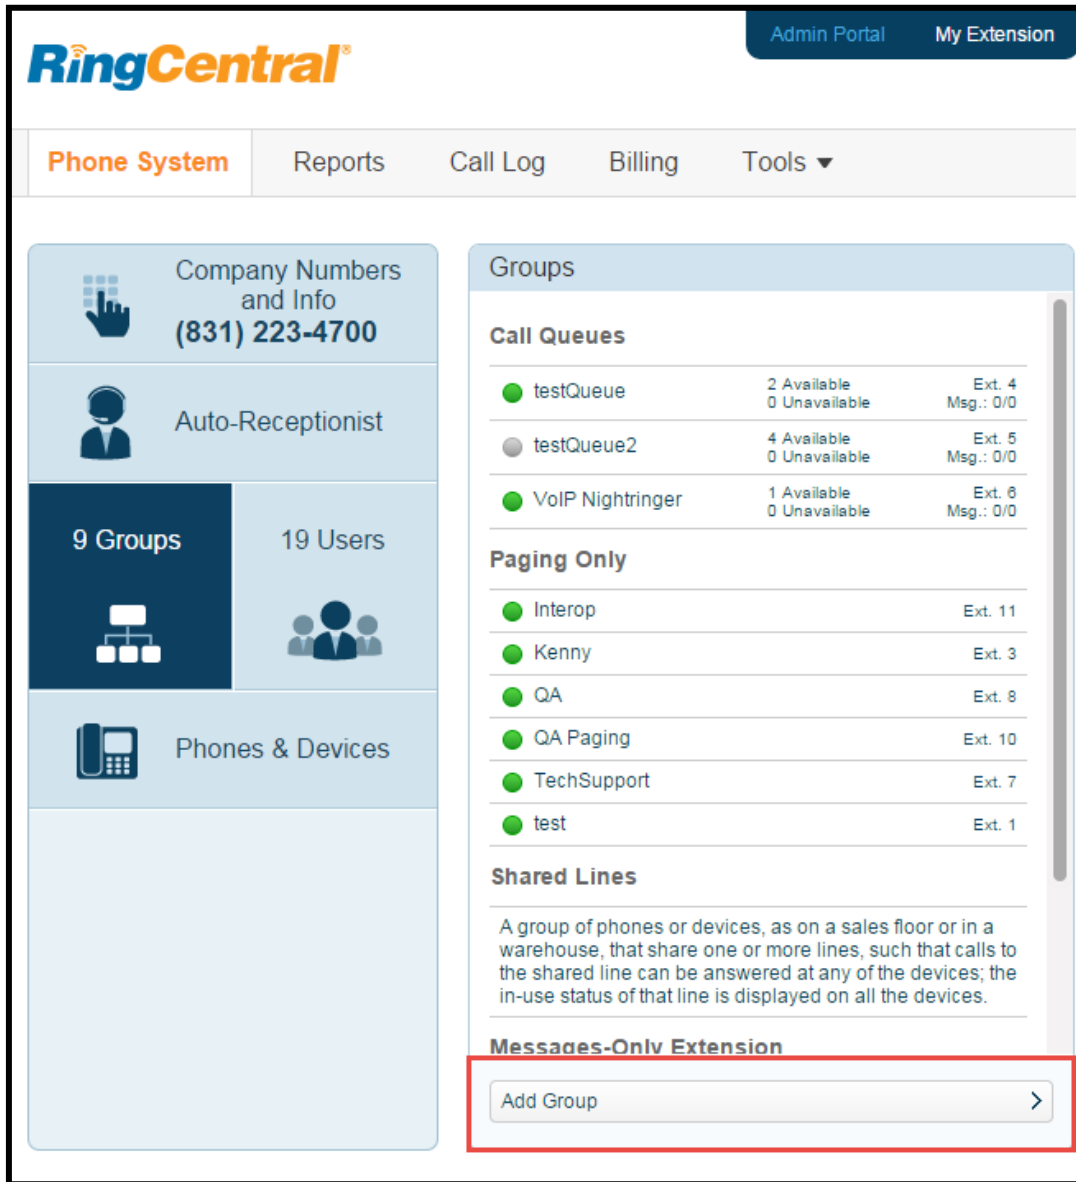 Admin Portal My Extension
RingCentral®
Phone System Reports Call Log Billing Tools
Company Numbers
and Info
(831) 223-4700
Auto-Receptionist
9 Groups 19 Users
Phones & Devices
Groups
Call Queues
testQueue 2 Available Ext. 4
0 Unavailable Msg.: 0/0
testQueue2 4 Available Ext. 5
0 Unavailable Msg.: 0/0
VoIP Nightringer 1 Available Ext. 6
0 Unavailable Msg.: 0/0
Paging Only
Interop Ext. 11
Kenny Ext. 3
QA Ext. 8
QA Paging Ext. 10
TechSupport Ext. 7
test Ext. 1
Shared Lines
A group of phones or devices, as on a sales floor or in a
warehouse, that share one or more lines, such that calls to
the shared line can be answered at any of the devices; the
in-use status of that line is displayed on all the devices.
Messages-Only Extension
Add Group